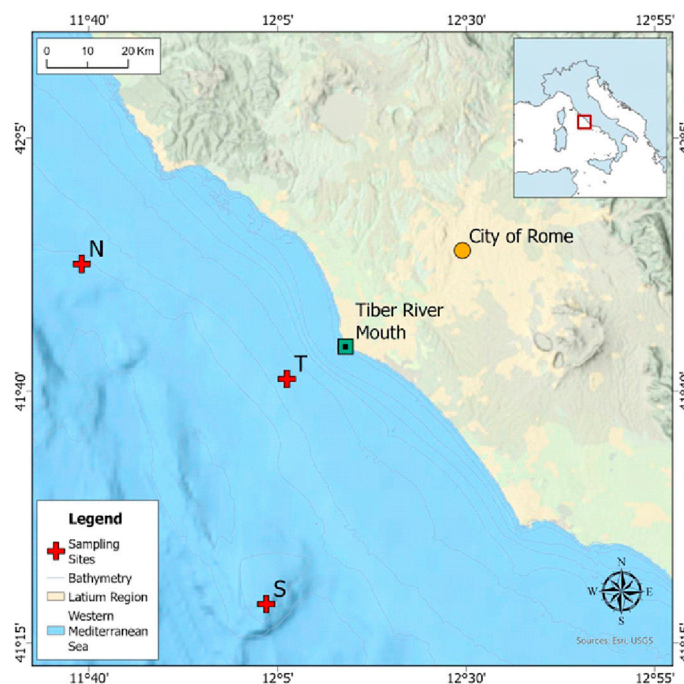 11°40' 12°5' 12°30' 12°55'
0 10 20 Km
42°5' 42°5'
N
City of Rome
Tiber River
Mouth
T
41°40' 41°40'
Legend
Sampling
Sites
Bathymetry
Latium Region
Western
Mediterranean
Sea
S
N
W E
S
Sources: Esri, USGS
41°15' 41°15'
11°40' 12°5' 12°30' 12°55'